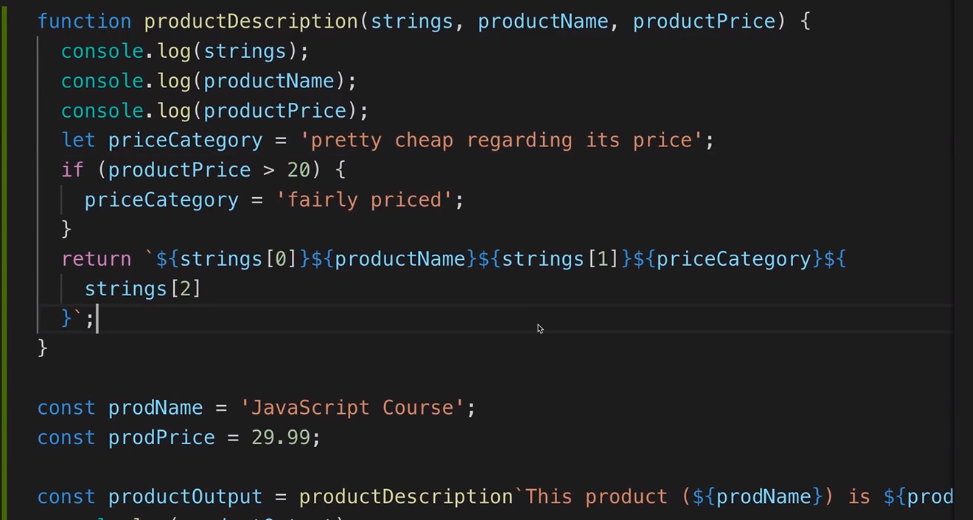 function productDescription(strings, productName, productPrice) {
console.log(strings);
console.log(productName);
console.log(productPrice);
let priceCategory = 'pretty cheap regarding its price';
if (productPrice > 20) {
priceCategory = 'fairly priced';
}
return `${strings[0]}${productName}${strings[1]}${priceCategory}${
strings[2]
}`;
}
const prodName = 'JavaScript Course';
const prodPrice = 29.99;
const productOutput = productDescription`This product (${prodName}) is ${prod